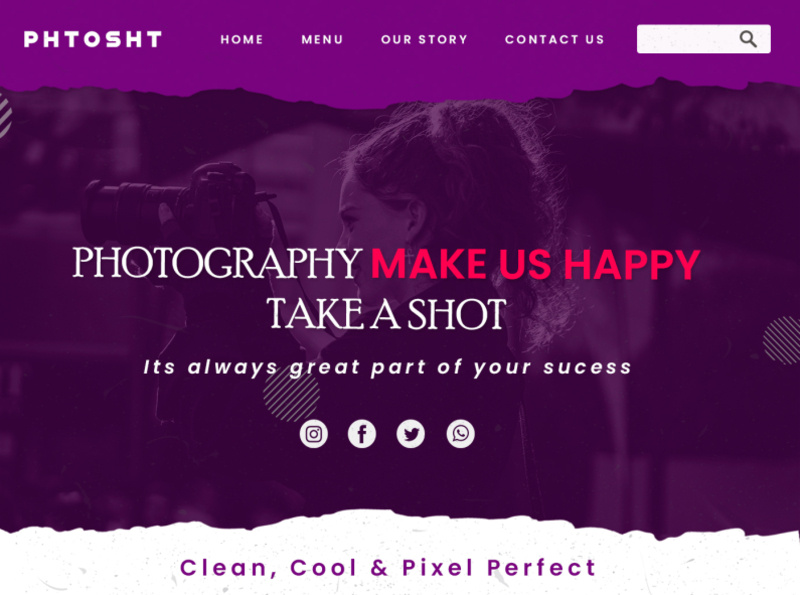 PHTOSHT
HOME MENU OUR STORY CONTACT US
PHOTOGRAPHY MAKE US HAPPY
TAKE A SHOT
Its always great part of your sucess
Clean, Cool & Pixel Perfect